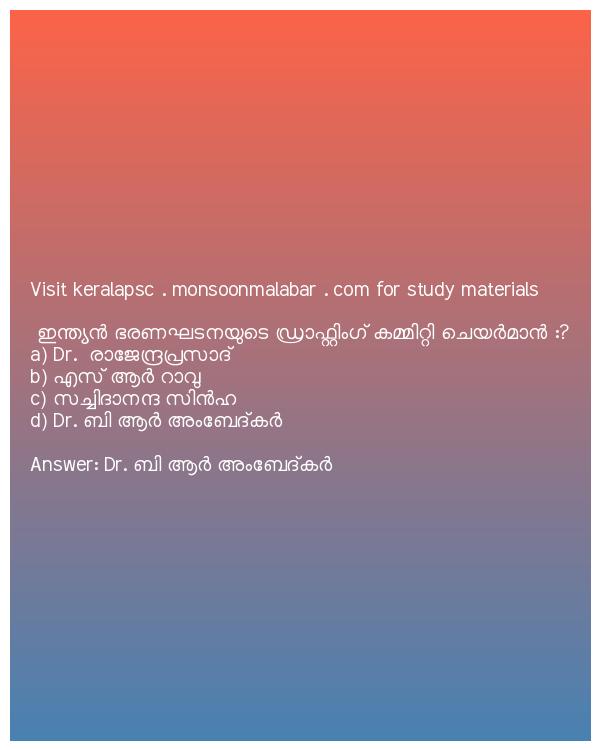 Visit keralapsc . monsoonmalabar . com for study materials
ഇന്ത്യൻ ഭരണഘടനയുടെ ഡ്രാഫ്റ്റിംഗ് കമ്മിറ്റി ചെയർമാൻ :?
a) Dr. രാജേന്ദ്രപ്രസാദ്
b) എസ് ആർ റാവു
c) സച്ചിദാനന്ദ സിൻഹ
d) Dr. ബി ആർ അംബേദ്കർ
Answer: Dr. ബി ആർ അംബേദ്കർ